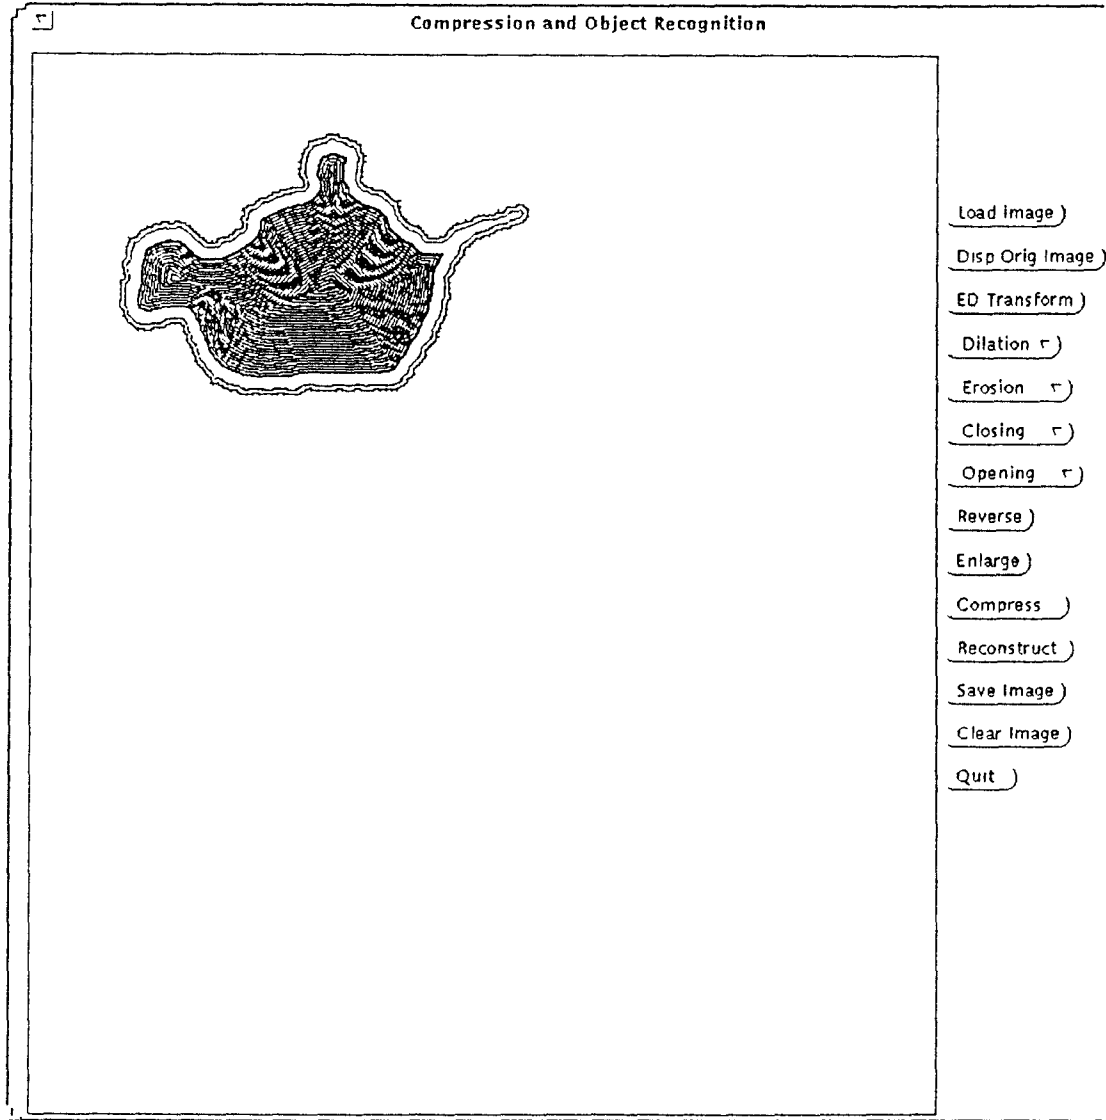 Compression and Object Recognition
Load Image
Disp Orig Image
ED Transform
Dilation
Erosion
Closing
Opening
Reverse
Enlarge
Compress
Reconstruct
Save Image
Clear Image
Quit